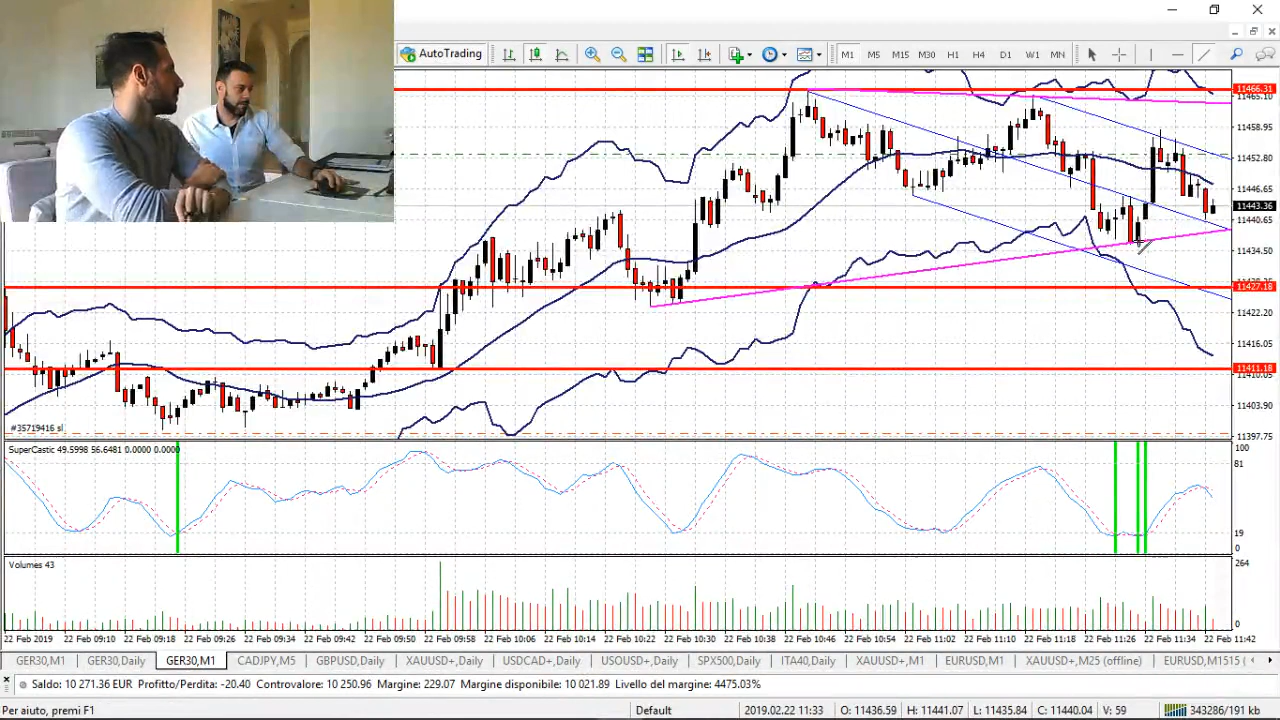 AutoTrading M1 M5 M15 M30 H1 H4 D1 W1 MN
11466.31
11465.10
11458.95
11452.80
11446.65
11443.36
11440.65
11434.50
11427.18
11422.20
11416.05
11411.18
11410.05
11403.90
11397.75
#35719416 sl
SuperCastic 49.5998 56.6481 0.0000 0.0000
100
81
19
0
Volumes 43
264
0
22 Feb 2019 22 Feb 09:10 22 Feb 09:18 22 Feb 09:26 22 Feb 09:34 22 Feb 09:42 22 Feb 09:50 22 Feb 09:58 22 Feb 10:06 22 Feb 10:14 22 Feb 10:22 22 Feb 10:30 22 Feb 10:38 22 Feb 10:46 22 Feb 10:54 22 Feb 11:02 22 Feb 11:10 22 Feb 11:18 22 Feb 11:26 22 Feb 11:34 22 Feb 11:42
GER30,M1 GER30,Daily GER30,M1 CADJPY,M5 GBPUSD,Daily XAUUSD+,Daily USDCAD+,Daily USOUSD+,Daily SPX500,Daily ITA40,Daily XAUUSD+,M1 EURUSD,M1 XAUUSD+,M25 (offline) EURUSD,M1515
Saldo: 10 271.36 EUR Profitto/Perdita: -20.40 Controvalore: 10 250.96 Margine: 229.07 Margine disponibile: 10 021.89 Livello del margine: 4475.03%
Per aiuto, premi F1 Default 2019.02.22 11:33 O: 11436.59 H: 11441.07 L: 11435.84 C: 11440.04 V: 59 343286/191 kb